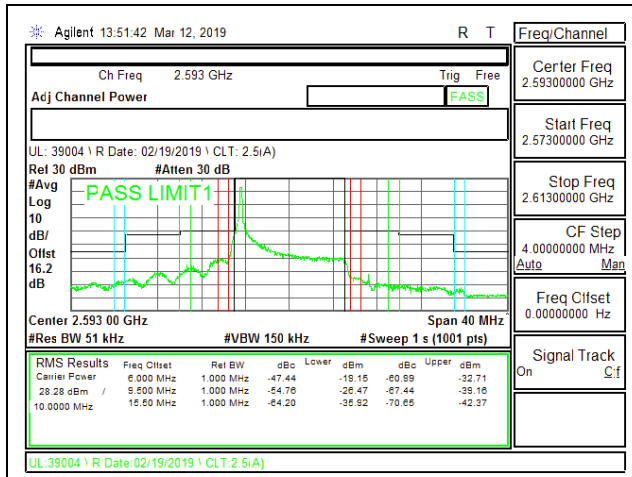 Agilent 13:51:42 Mar 12, 2019 R T
Ch Freq 2.593 GHz Trig Free
Adj Channel Power PASS
UL: 39004 \ R Date: 02/19/2019 \ CLT: 2.5(A)
Ref 30 dBm #Atten 30 dB
#Avg
Log
10
dB/
Offst
16.2
dB
PASS LIMIT1
Center 2.593 00 GHz Span 40 MHz
#Res BW 51 kHz #VBW 150 kHz #Sweep 1 s (1001 pts)
RMS Results Freq Offset Ref BW dBc Lower dBm dBc Upper dBm
Carrier Power 6.000 MHz 1.000 MHz -47.44 -19.15 -60.99 -32.71
28.28 dBm / 9.500 MHz 1.000 MHz -54.76 -26.47 -67.44 -39.16
10.0000 MHz 15.50 MHz 1.000 MHz -64.20 -35.92 -70.65 -42.37
UL:39004 \ R Date:02/19/2019 \ CLT:2.5(A)
Freq/Channel
Center Freq
2.59300000 GHz
Start Freq
2.57300000 GHz
Stop Freq
2.61300000 GHz
CF Step
4.00000000 MHz
Auto Man
Freq Offset
0.00000000 Hz
Signal Track
On Off